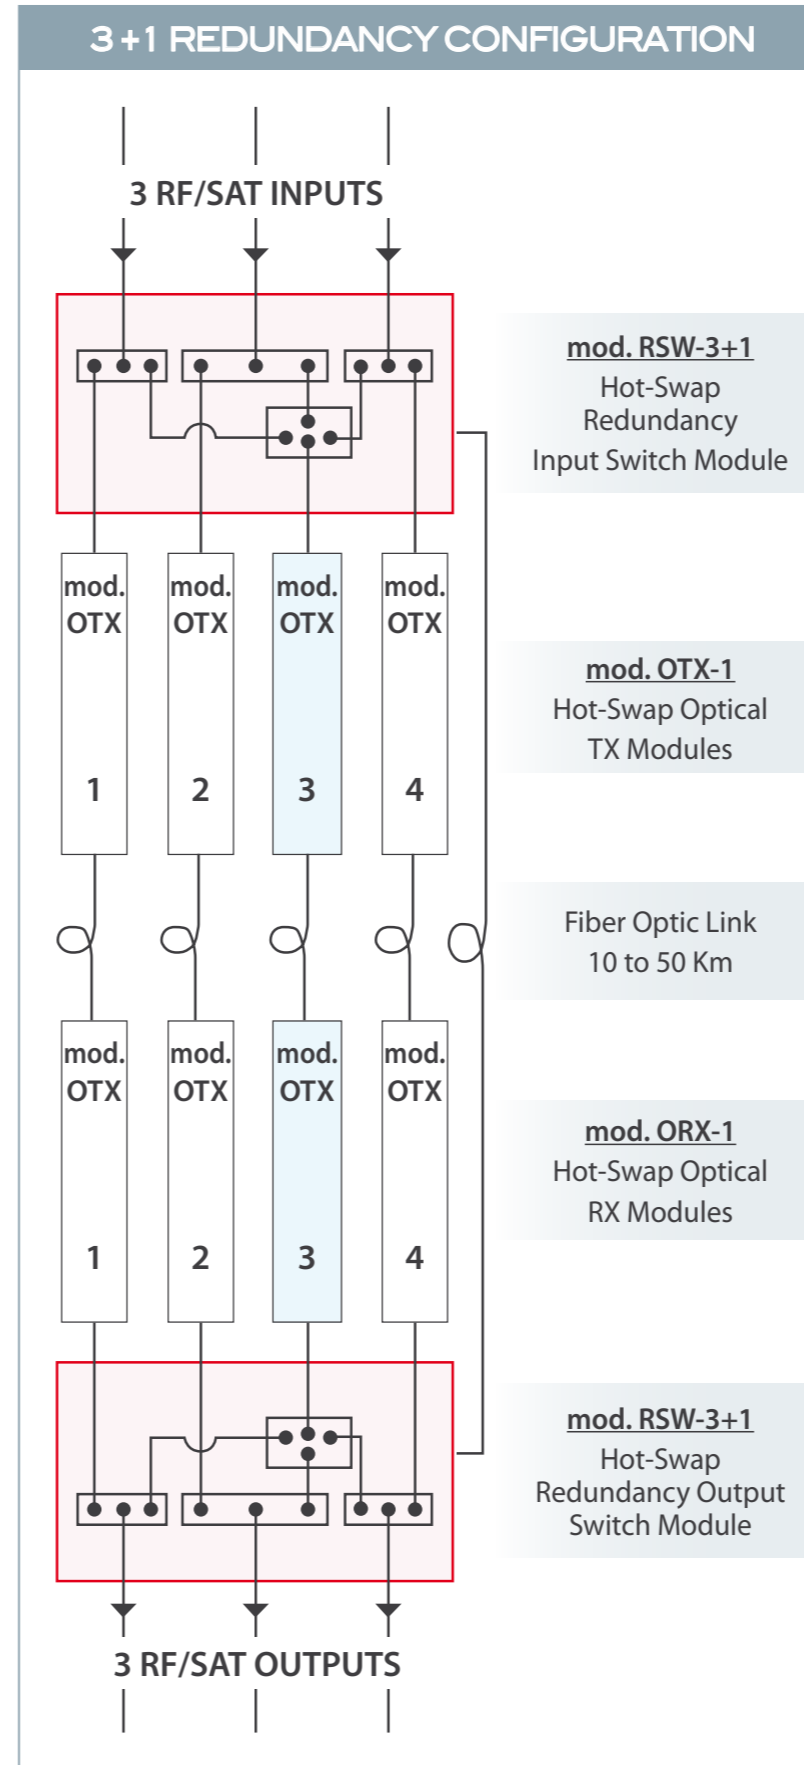 3+1 REDUNDANCY CONFIGURATION
3 RF/SAT INPUTS
mod. RSW-3+1
Hot-Swap
Redundancy
Input Switch Module
mod. mod. mod. mod.
OTX OTX OTX OTX
mod. OTX-1
Hot-Swap Optical
TX Modules
1 2 3 4
Fiber Optic Link
10 to 50 Km
mod. mod. mod. mod.
OTX OTX OTX OTX
mod. ORX-1
Hot-Swap Optical
RX Modules
1 2 3 4
mod. RSW-3+1
Hot-Swap
Redundancy Output
Switch Module
3 RF/SAT OUTPUTS